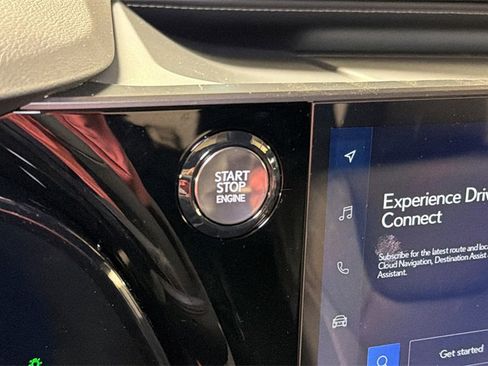 START
STOP
ENGINE
Experience Driv
Connect
Subscribe for the latest route and loca
Cloud Navigation, Destination Assist
Assistant.
Get started